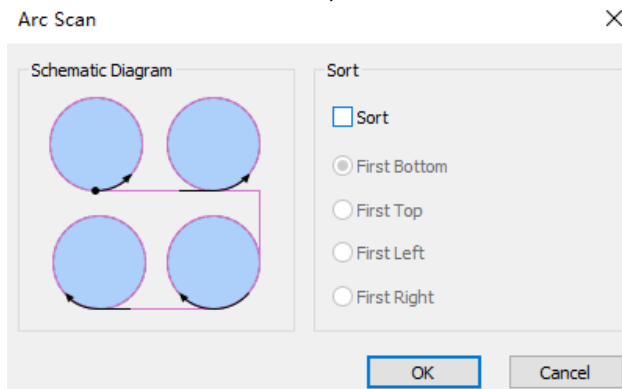 Arc Scan
Schematic Diagram
Sort
Sort
First Bottom
First Top
First Left
First Right
OK
Cancel